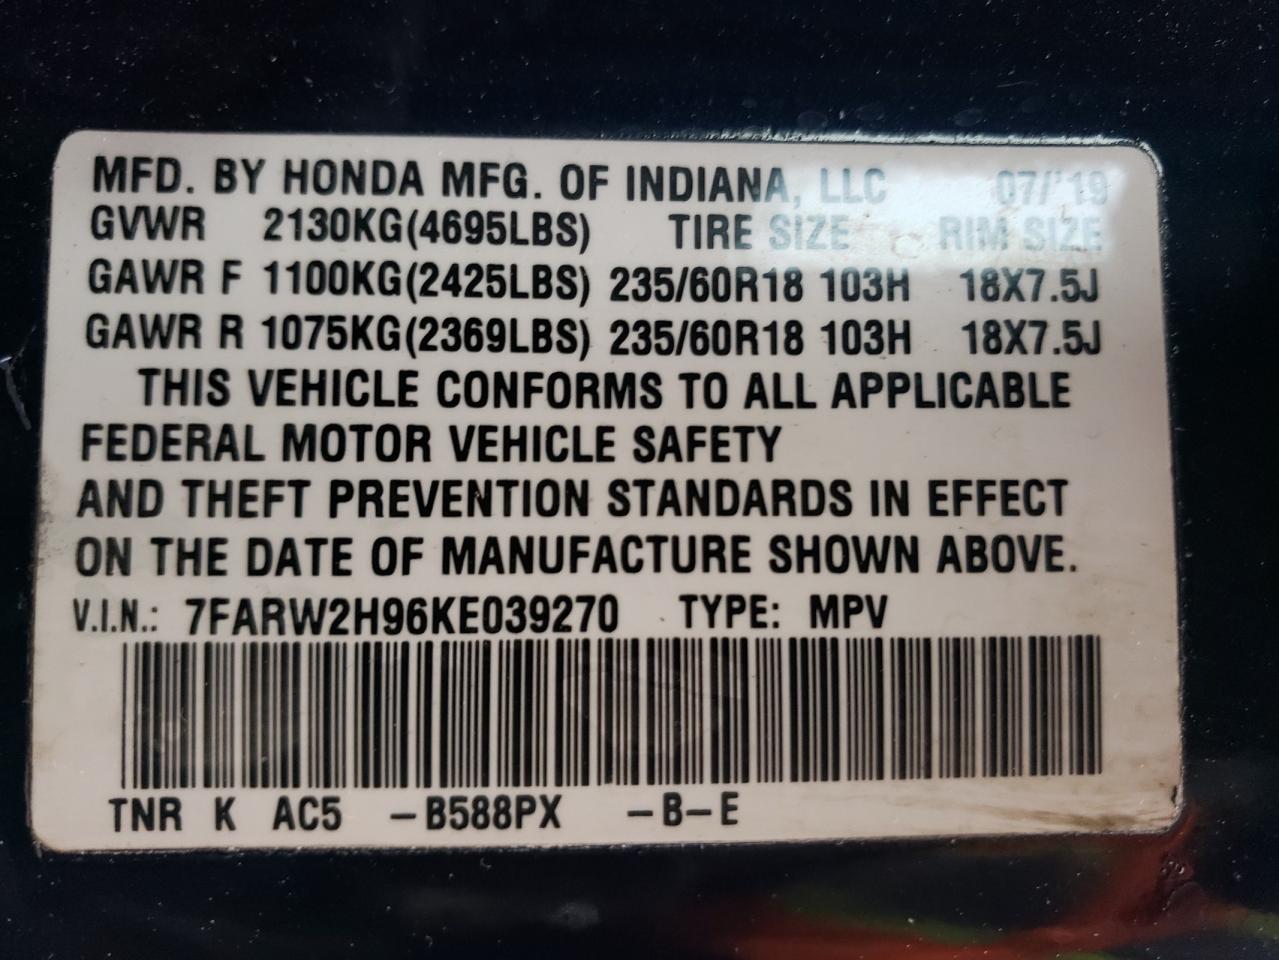 MFD. BY HONDA MFG. OF INDIANA, LLC 07/'19
GVWR 2130KG(4695LBS) TIRE SIZE RIM SIZE
GAWR F 1100KG(2425LBS) 235/60R18 103H 18X7.5J
GAWR R 1075KG(2369LBS) 235/60R18 103H 18X7.5J
THIS VEHICLE CONFORMS TO ALL APPLICABLE
FEDERAL MOTOR VEHICLE SAFETY
AND THEFT PREVENTION STANDARDS IN EFFECT
ON THE DATE OF MANUFACTURE SHOWN ABOVE.
V.I.N.: 7FARW2H96KE039270 TYPE: MPV
TNR K AC5 -B588PX -B-E